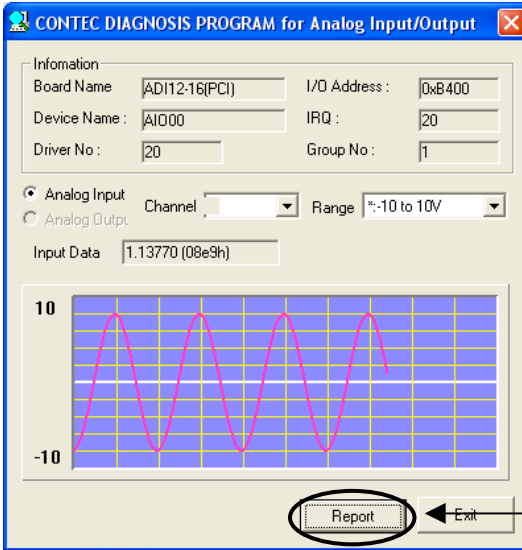 CONTEC DIAGNOSIS PROGRAM for Analog Input/Output
Infomation
Board Name ADI12-16(PCI) I/O Address : 0xB400
Device Name : AIO00 IRQ : 20
Driver No : 20 Group No : 1
Analog Input
Analog Outpu
Channel Range *:-10 to 10V
Input Data 1.13770 (08e9h)
10
-10
Report Exit